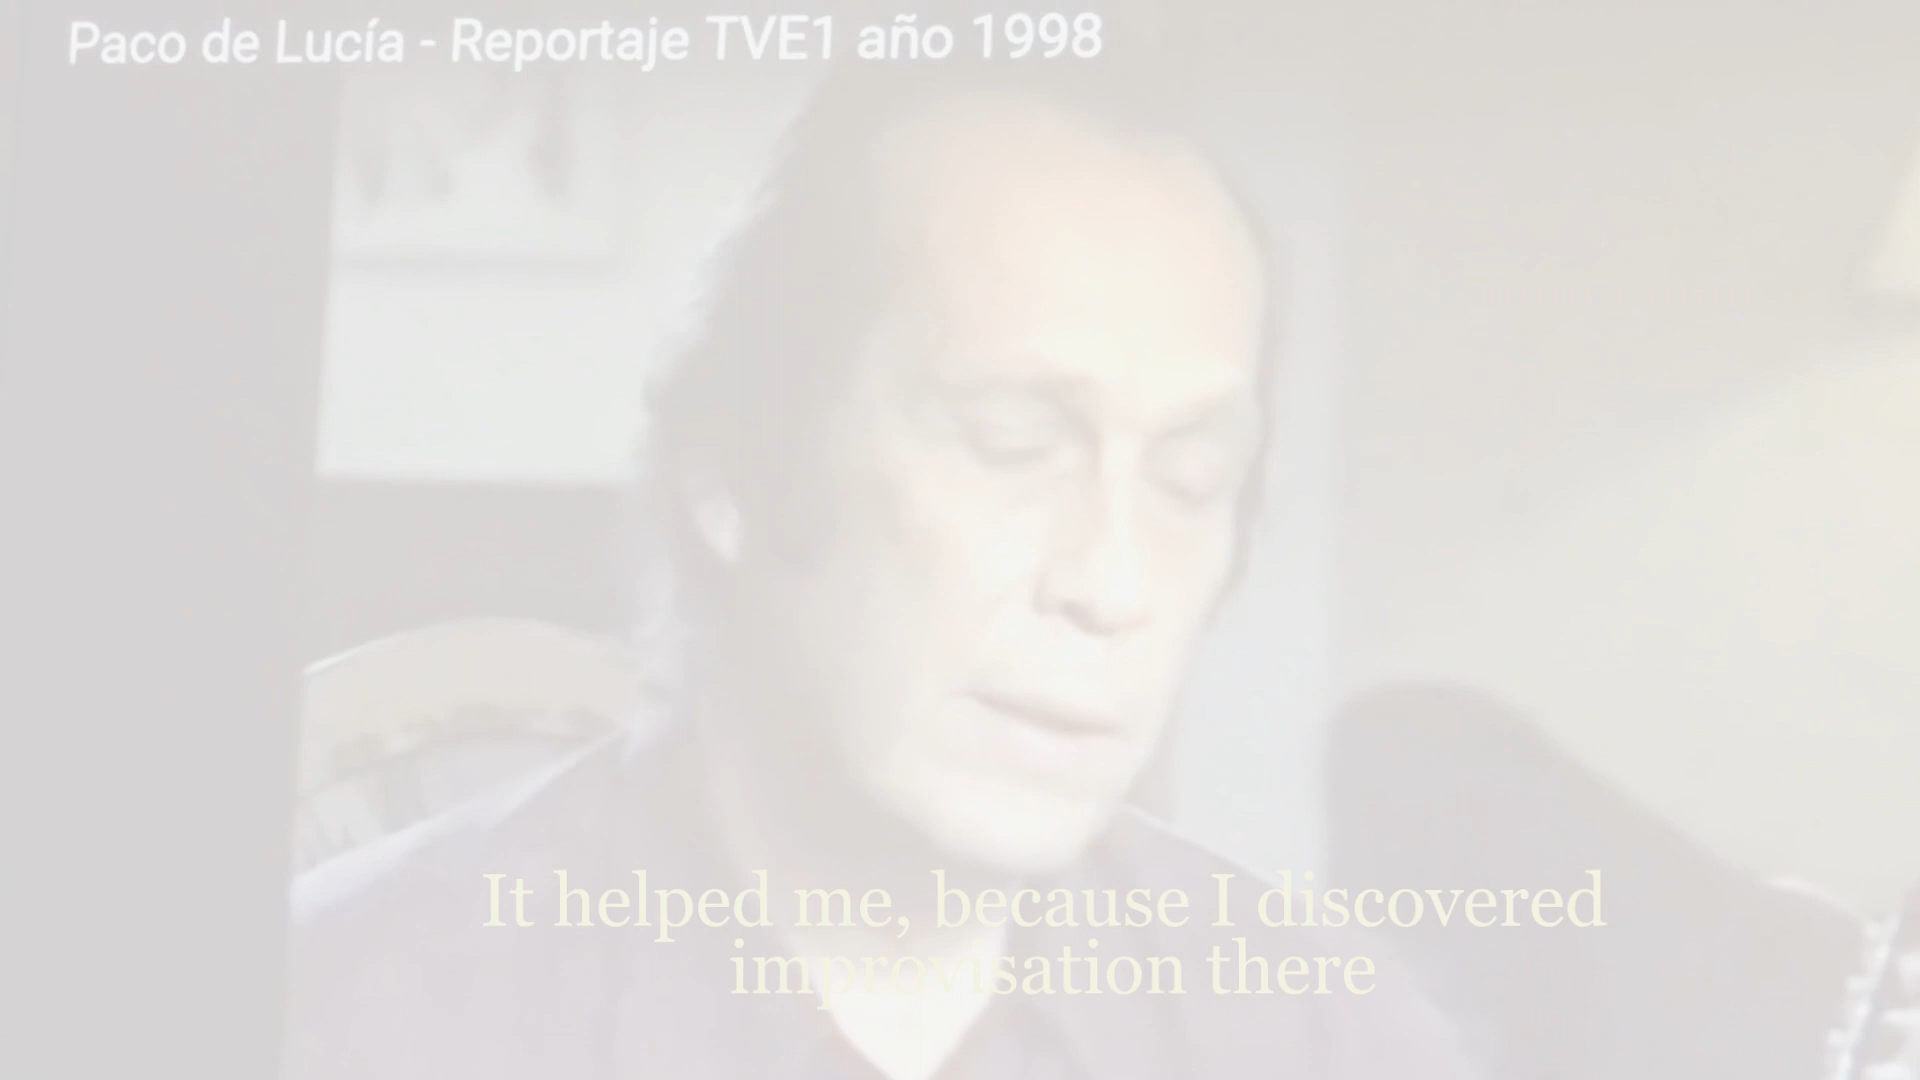 Paco de Lucía - Reportaje TVE1 año 1998
It helped me, because I discovered
improvisation there